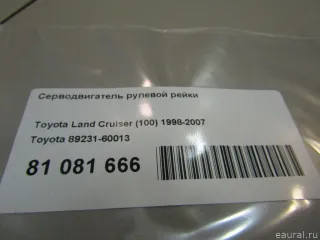 Серводвигатель рулевой рейки
Toyota Land Cruiser (100) 1998-2007
Toyota 89231-60013
81 081 666
© eaural.ru